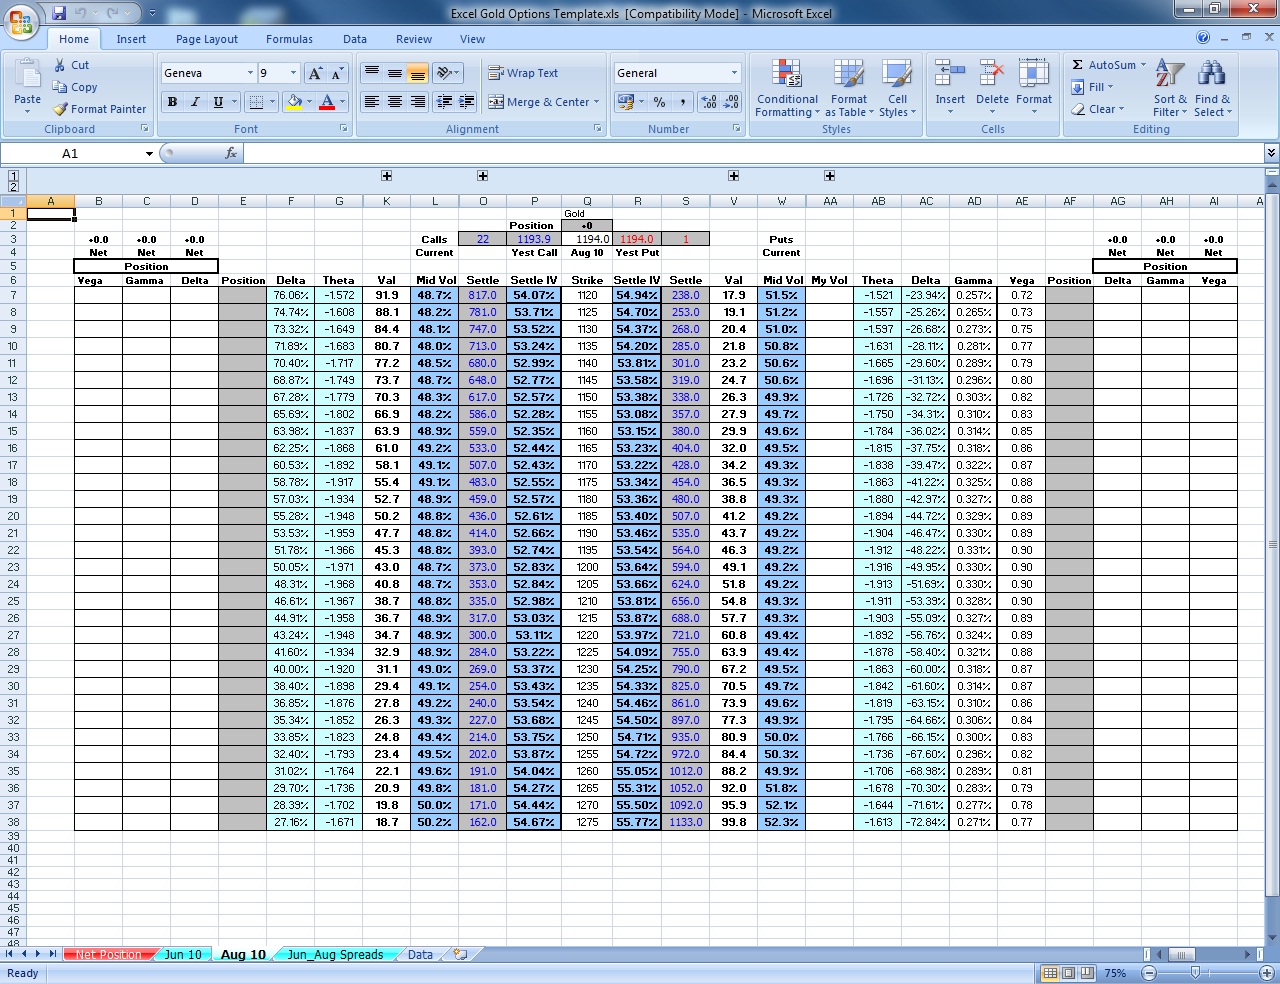 Excel Gold Options Template.xls [Compatibility Mode] - Microsoft Excel
Home Insert Page Layout Formulas Data Review View
Paste Cut Copy Format Painter Clipboard
Geneva 9 A A B I U A Font
Wrap Text Merge & Center Alignment
General % , Number
Conditional Formatting Format as Table Cell Styles Styles
Insert Delete Format Cells
Σ AutoSum Fill Clear Sort & Filter Find & Select Editing
A1 fx
1
2
A B C D E F G K L O P Q R S V W AA AB AC AD AE AF AG AH AI A
1 Gold
2 Position +0
3 +0.0 +0.0 +0.0 Calls 22 1193.9 1194.0 1194.0 1 Puts +0.0 +0.0 +0.0
4 Net Net Net Current Yest Call Aug 10 Yest Put Current Net Net Net
5 Position Position
6 Vega Gamma Delta Position Delta Theta Val Mid Vol Settle Settle IV Strike Settle IV Settle Val Mid Vol My Vol Theta Delta Gamma Vega Position Delta Gamma Vega
7 76.06% -1.572 91.9 48.7% 817.0 54.07% 1120 54.94% 238.0 17.9 51.5% -1.521 -23.94% 0.257% 0.72
8 74.74% -1.608 88.1 48.2% 781.0 53.71% 1125 54.70% 253.0 19.1 51.2% -1.557 -25.26% 0.265% 0.73
9 73.32% -1.649 84.4 48.1% 747.0 53.52% 1130 54.37% 268.0 20.4 51.0% -1.597 -26.68% 0.273% 0.75
10 71.89% -1.683 80.7 48.0% 713.0 53.24% 1135 54.20% 285.0 21.8 50.8% -1.631 -28.11% 0.281% 0.77
11 70.40% -1.717 77.2 48.5% 680.0 52.99% 1140 53.81% 301.0 23.2 50.6% -1.665 -29.60% 0.289% 0.79
12 68.87% -1.749 73.7 48.7% 648.0 52.77% 1145 53.58% 319.0 24.7 50.6% -1.696 -31.13% 0.296% 0.80
13 67.28% -1.779 70.3 48.3% 617.0 52.57% 1150 53.38% 338.0 26.3 49.9% -1.726 -32.72% 0.303% 0.82
14 65.69% -1.802 66.9 48.2% 586.0 52.28% 1155 53.08% 357.0 27.9 49.7% -1.750 -34.31% 0.310% 0.83
15 63.98% -1.837 63.9 48.9% 559.0 52.35% 1160 53.15% 380.0 29.9 49.6% -1.784 -36.02% 0.314% 0.85
16 62.25% -1.868 61.0 49.2% 533.0 52.44% 1165 53.23% 404.0 32.0 49.5% -1.815 -37.75% 0.318% 0.86
17 60.53% -1.892 58.1 49.1% 507.0 52.43% 1170 53.22% 428.0 34.2 49.3% -1.838 -39.47% 0.322% 0.87
18 58.78% -1.917 55.4 49.1% 483.0 52.55% 1175 53.34% 454.0 36.5 49.3% -1.863 -41.22% 0.325% 0.88
19 57.03% -1.934 52.7 48.9% 459.0 52.57% 1180 53.36% 480.0 38.8 49.3% -1.880 -42.97% 0.327% 0.88
20 55.28% -1.948 50.2 48.8% 436.0 52.61% 1185 53.40% 507.0 41.2 49.2% -1.894 -44.72% 0.329% 0.89
21 53.53% -1.959 47.7 48.8% 414.0 52.66% 1190 53.46% 535.0 43.7 49.2% -1.904 -46.47% 0.330% 0.89
22 51.78% -1.966 45.3 48.8% 393.0 52.74% 1195 53.54% 564.0 46.3 49.2% -1.912 -48.22% 0.331% 0.90
23 50.05% -1.971 43.0 48.7% 373.0 52.83% 1200 53.64% 594.0 49.1 49.2% -1.916 -49.95% 0.330% 0.90
24 48.31% -1.968 40.8 48.7% 353.0 52.84% 1205 53.66% 624.0 51.8 49.2% -1.913 -51.69% 0.330% 0.90
25 46.61% -1.967 38.7 48.8% 335.0 52.98% 1210 53.81% 656.0 54.8 49.3% -1.911 -53.39% 0.328% 0.90
26 44.91% -1.958 36.7 48.9% 317.0 53.03% 1215 53.87% 688.0 57.7 49.3% -1.903 -55.09% 0.327% 0.89
27 43.24% -1.948 34.7 48.9% 300.0 53.11% 1220 53.97% 721.0 60.8 49.4% -1.892 -56.76% 0.324% 0.89
28 41.60% -1.934 32.9 48.9% 284.0 53.22% 1225 54.09% 755.0 63.9 49.4% -1.878 -58.40% 0.321% 0.88
29 40.00% -1.920 31.1 49.0% 269.0 53.37% 1230 54.25% 790.0 67.2 49.5% -1.863 -60.00% 0.318% 0.87
30 38.40% -1.898 29.4 49.1% 254.0 53.43% 1235 54.33% 825.0 70.5 49.7% -1.842 -61.60% 0.314% 0.87
31 36.85% -1.876 27.8 49.2% 240.0 53.54% 1240 54.46% 861.0 73.9 49.6% -1.819 -63.15% 0.310% 0.86
32 35.34% -1.852 26.3 49.3% 227.0 53.68% 1245 54.50% 897.0 77.3 49.9% -1.795 -64.66% 0.306% 0.84
33 33.85% -1.823 24.8 49.4% 214.0 53.75% 1250 54.71% 935.0 80.9 50.0% -1.766 -66.15% 0.300% 0.83
34 32.40% -1.793 23.4 49.5% 202.0 53.87% 1255 54.72% 972.0 84.4 50.3% -1.736 -67.60% 0.296% 0.82
35 31.02% -1.764 22.1 49.6% 191.0 54.04% 1260 55.05% 1012.0 88.2 49.9% -1.706 -68.98% 0.289% 0.81
36 29.70% -1.736 20.9 49.8% 181.0 54.27% 1265 55.31% 1052.0 92.0 51.8% -1.678 -70.30% 0.283% 0.79
37 28.39% -1.702 19.8 50.0% 171.0 54.44% 1270 55.50% 1092.0 95.9 52.1% -1.644 -71.61% 0.277% 0.78
38 27.16% -1.671 18.7 50.2% 162.0 54.67% 1275 55.77% 1133.0 99.8 52.3% -1.613 -72.84% 0.271% 0.77
39
40
41
42
43
44
45
46
47
48
Net Position Jun 10 Aug 10 Jun_Aug Spreads Data
Ready 75%